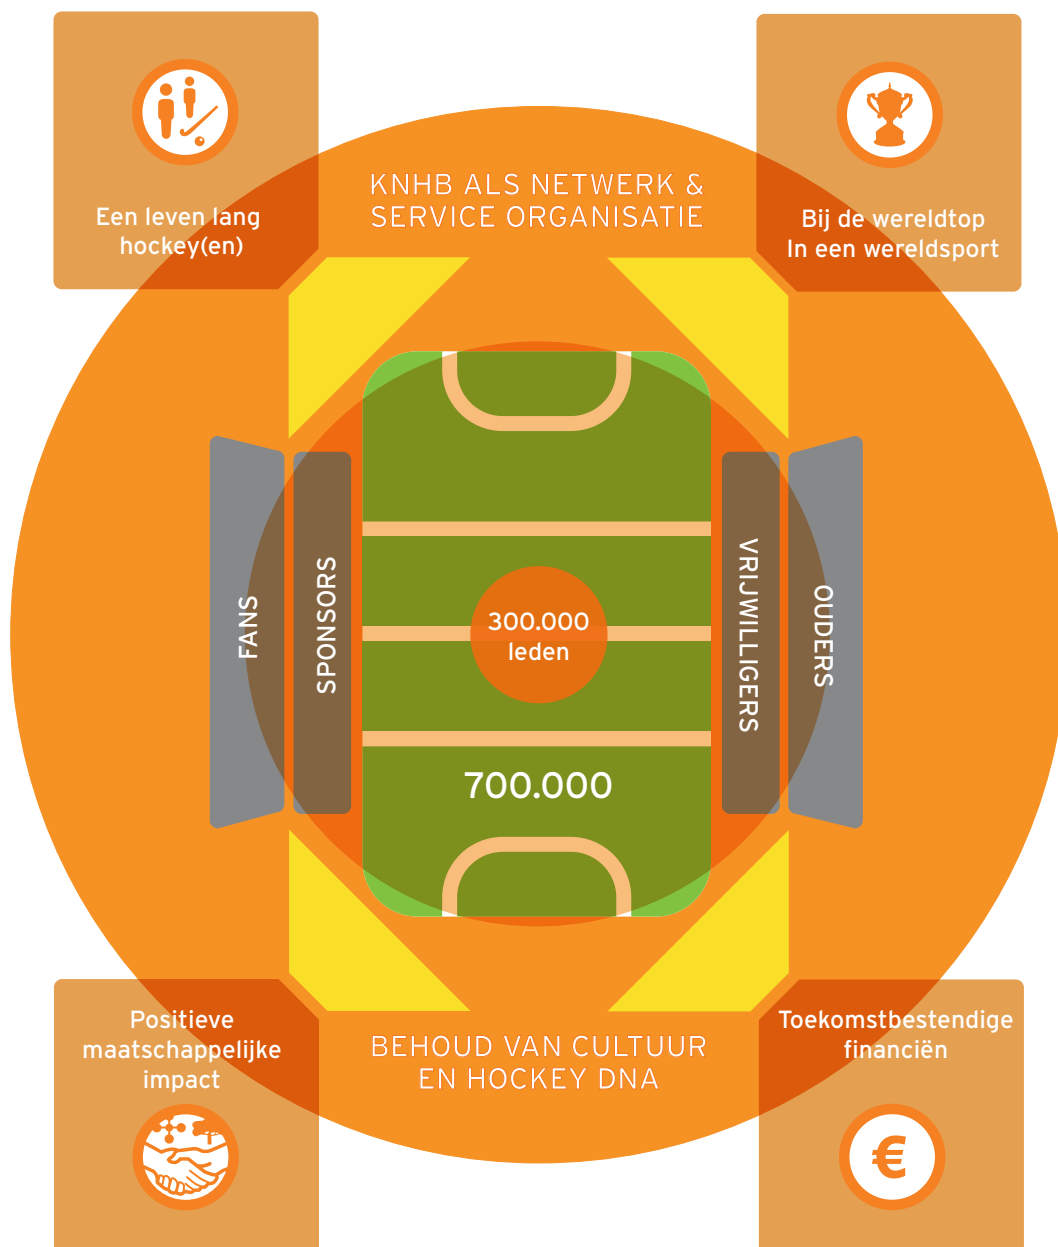 Een leven lang
hockey(en)
KNHB ALS NETWERK &
SERVICE ORGANISATIE
Bij de wereldtop
In een wereldsport
FANS
SPONSORS
300.000
leden
700.000
VRIJWILLIGERS
OUDERS
Positieve
maatschappelijke
impact
BEHOUD VAN CULTUUR
EN HOCKEY DNA
Toekomstbestendige
financiën
€